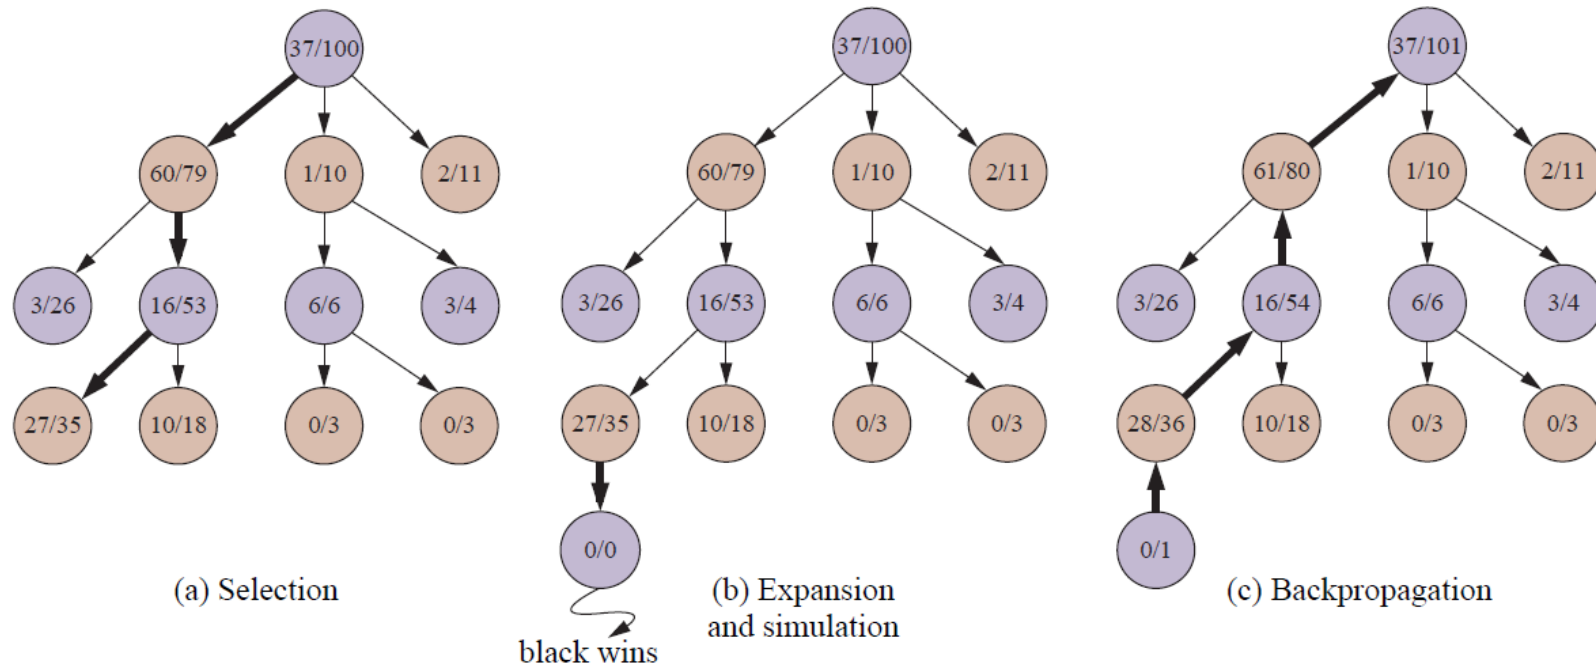 37/100
60/79 1/10 2/11
3/26 16/53 6/6 3/4
27/35 10/18 0/3 0/3
(a) Selection
37/100
60/79 1/10 2/11
3/26 16/53 6/6 3/4
27/35 10/18 0/3 0/3
0/0
black wins
(b) Expansion
and simulation
37/101
61/80 1/10 2/11
3/26 16/54 6/6 3/4
28/36 10/18 0/3 0/3
0/1
(c) Backpropagation